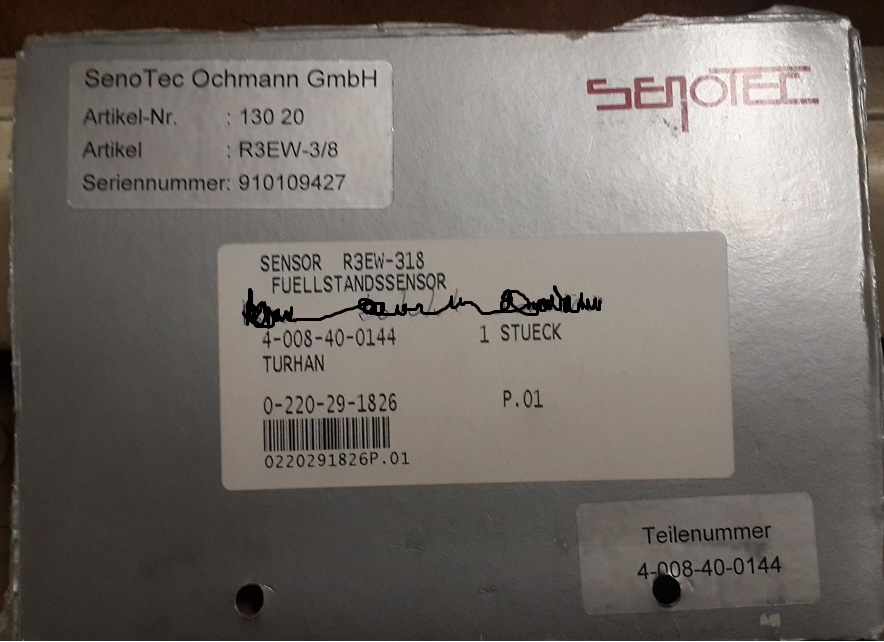 SenoTec Ochmann GmbH
Artikel-Nr. : 130 20
Artikel : R3EW-3/8
Seriennummer: 910109427
SENOTEC
SENSOR R3EW-318
FUELLSTANDSSENSOR
4-008-40-0144 1 STUECK
TURHAN
0-220-29-1826 P.01
0220291826P.01
Teilenummer
4-008-40-0144